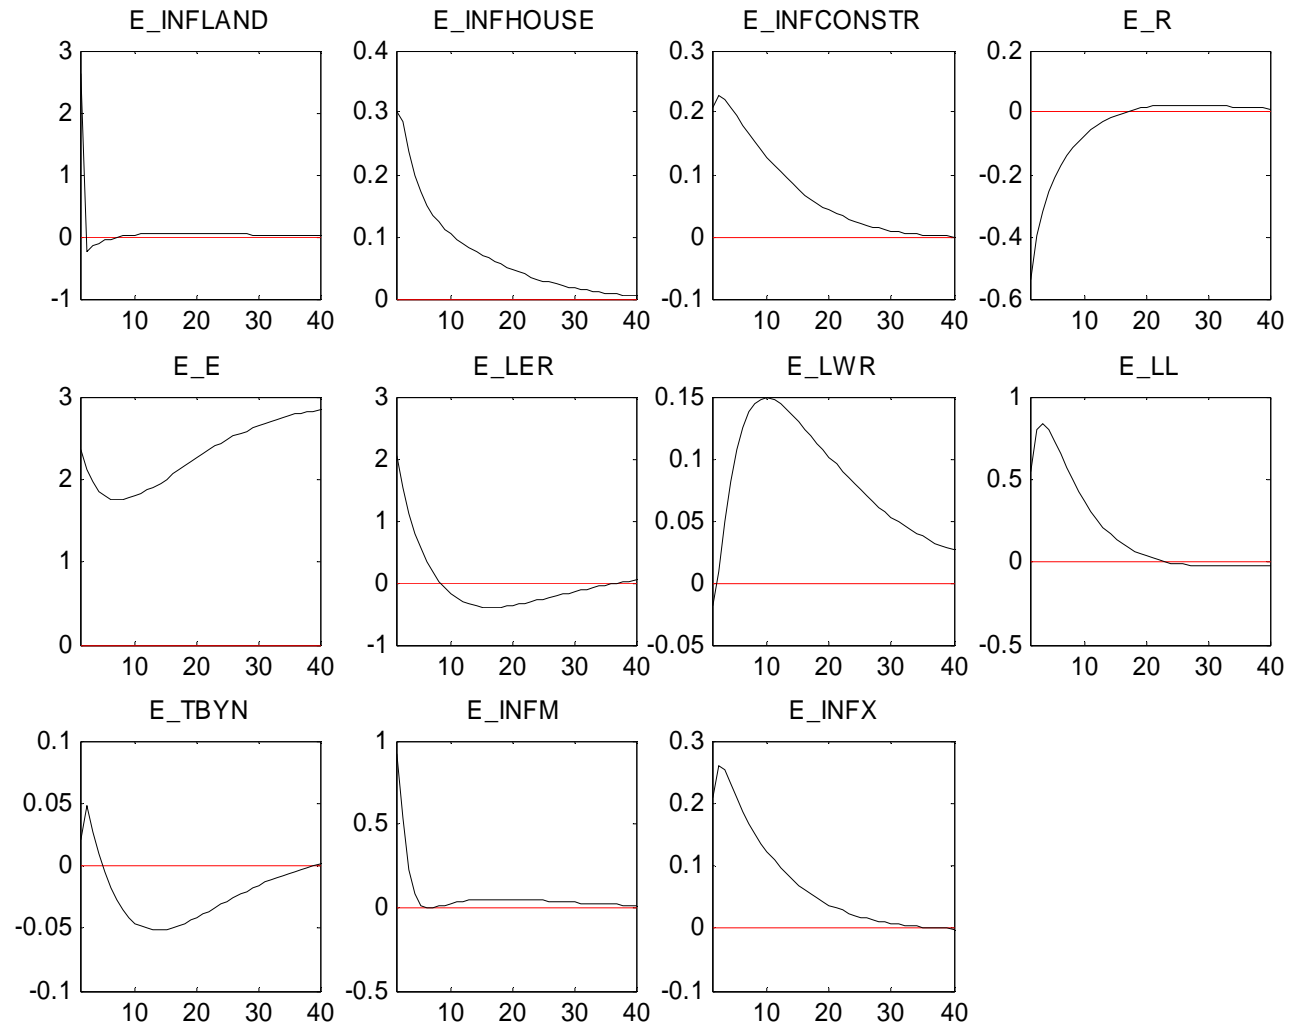 E_INFLAND E_INFHOUSE E_INFCONSTR E_R
3 0.4 0.3 0.2
2 0.3 0.2 0
1 0.2 0.1 -0.2
0 0.1 0 -0.4
-1 0 -0.1 -0.6
10 20 30 40 10 20 30 40 10 20 30 40 10 20 30 40
E_E E_LER E_LWR E_LL
3 3 0.15 1
2 2 0.1 0.5
1 1 0.05 0
0 0 0 -0.5
-1 -0.05
10 20 30 40 10 20 30 40 10 20 30 40 10 20 30 40
E_TBYN E_INFM E_INFX
0.1 1 0.3
0.05 0.5 0.2
0 0 0.1
-0.05 -0.5 0
-0.1 -0.1
10 20 30 40 10 20 30 40 10 20 30 40